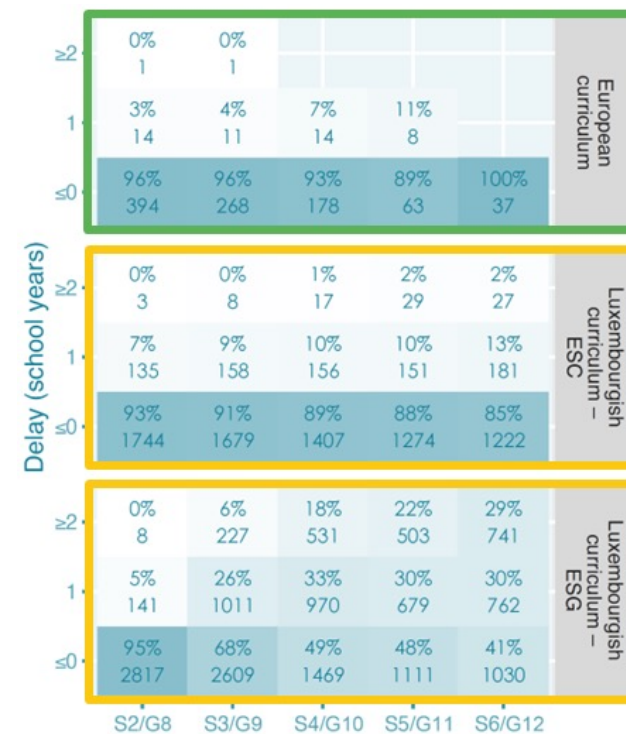 Delay (school years)
≥2
0% 0%
1 1
1
3% 4% 7% 11%
14 11 14 8
≤0
96% 96% 93% 89% 100%
394 268 178 63 37
European
curriculum
≥2
0% 0% 1% 2% 2%
3 8 17 29 27
1
7% 9% 10% 10% 13%
135 158 156 151 181
≤0
93% 91% 89% 88% 85%
1744 1679 1407 1274 1222
Luxembourgish
curriculum –
ESC
≥2
0% 6% 18% 22% 29%
8 227 531 503 741
1
5% 26% 33% 30% 30%
141 1011 970 679 762
≤0
95% 68% 49% 48% 41%
2817 2609 1469 1111 1030
Luxembourgish
curriculum –
ESG
S2/G8 S3/G9 S4/G10 S5/G11 S6/G12